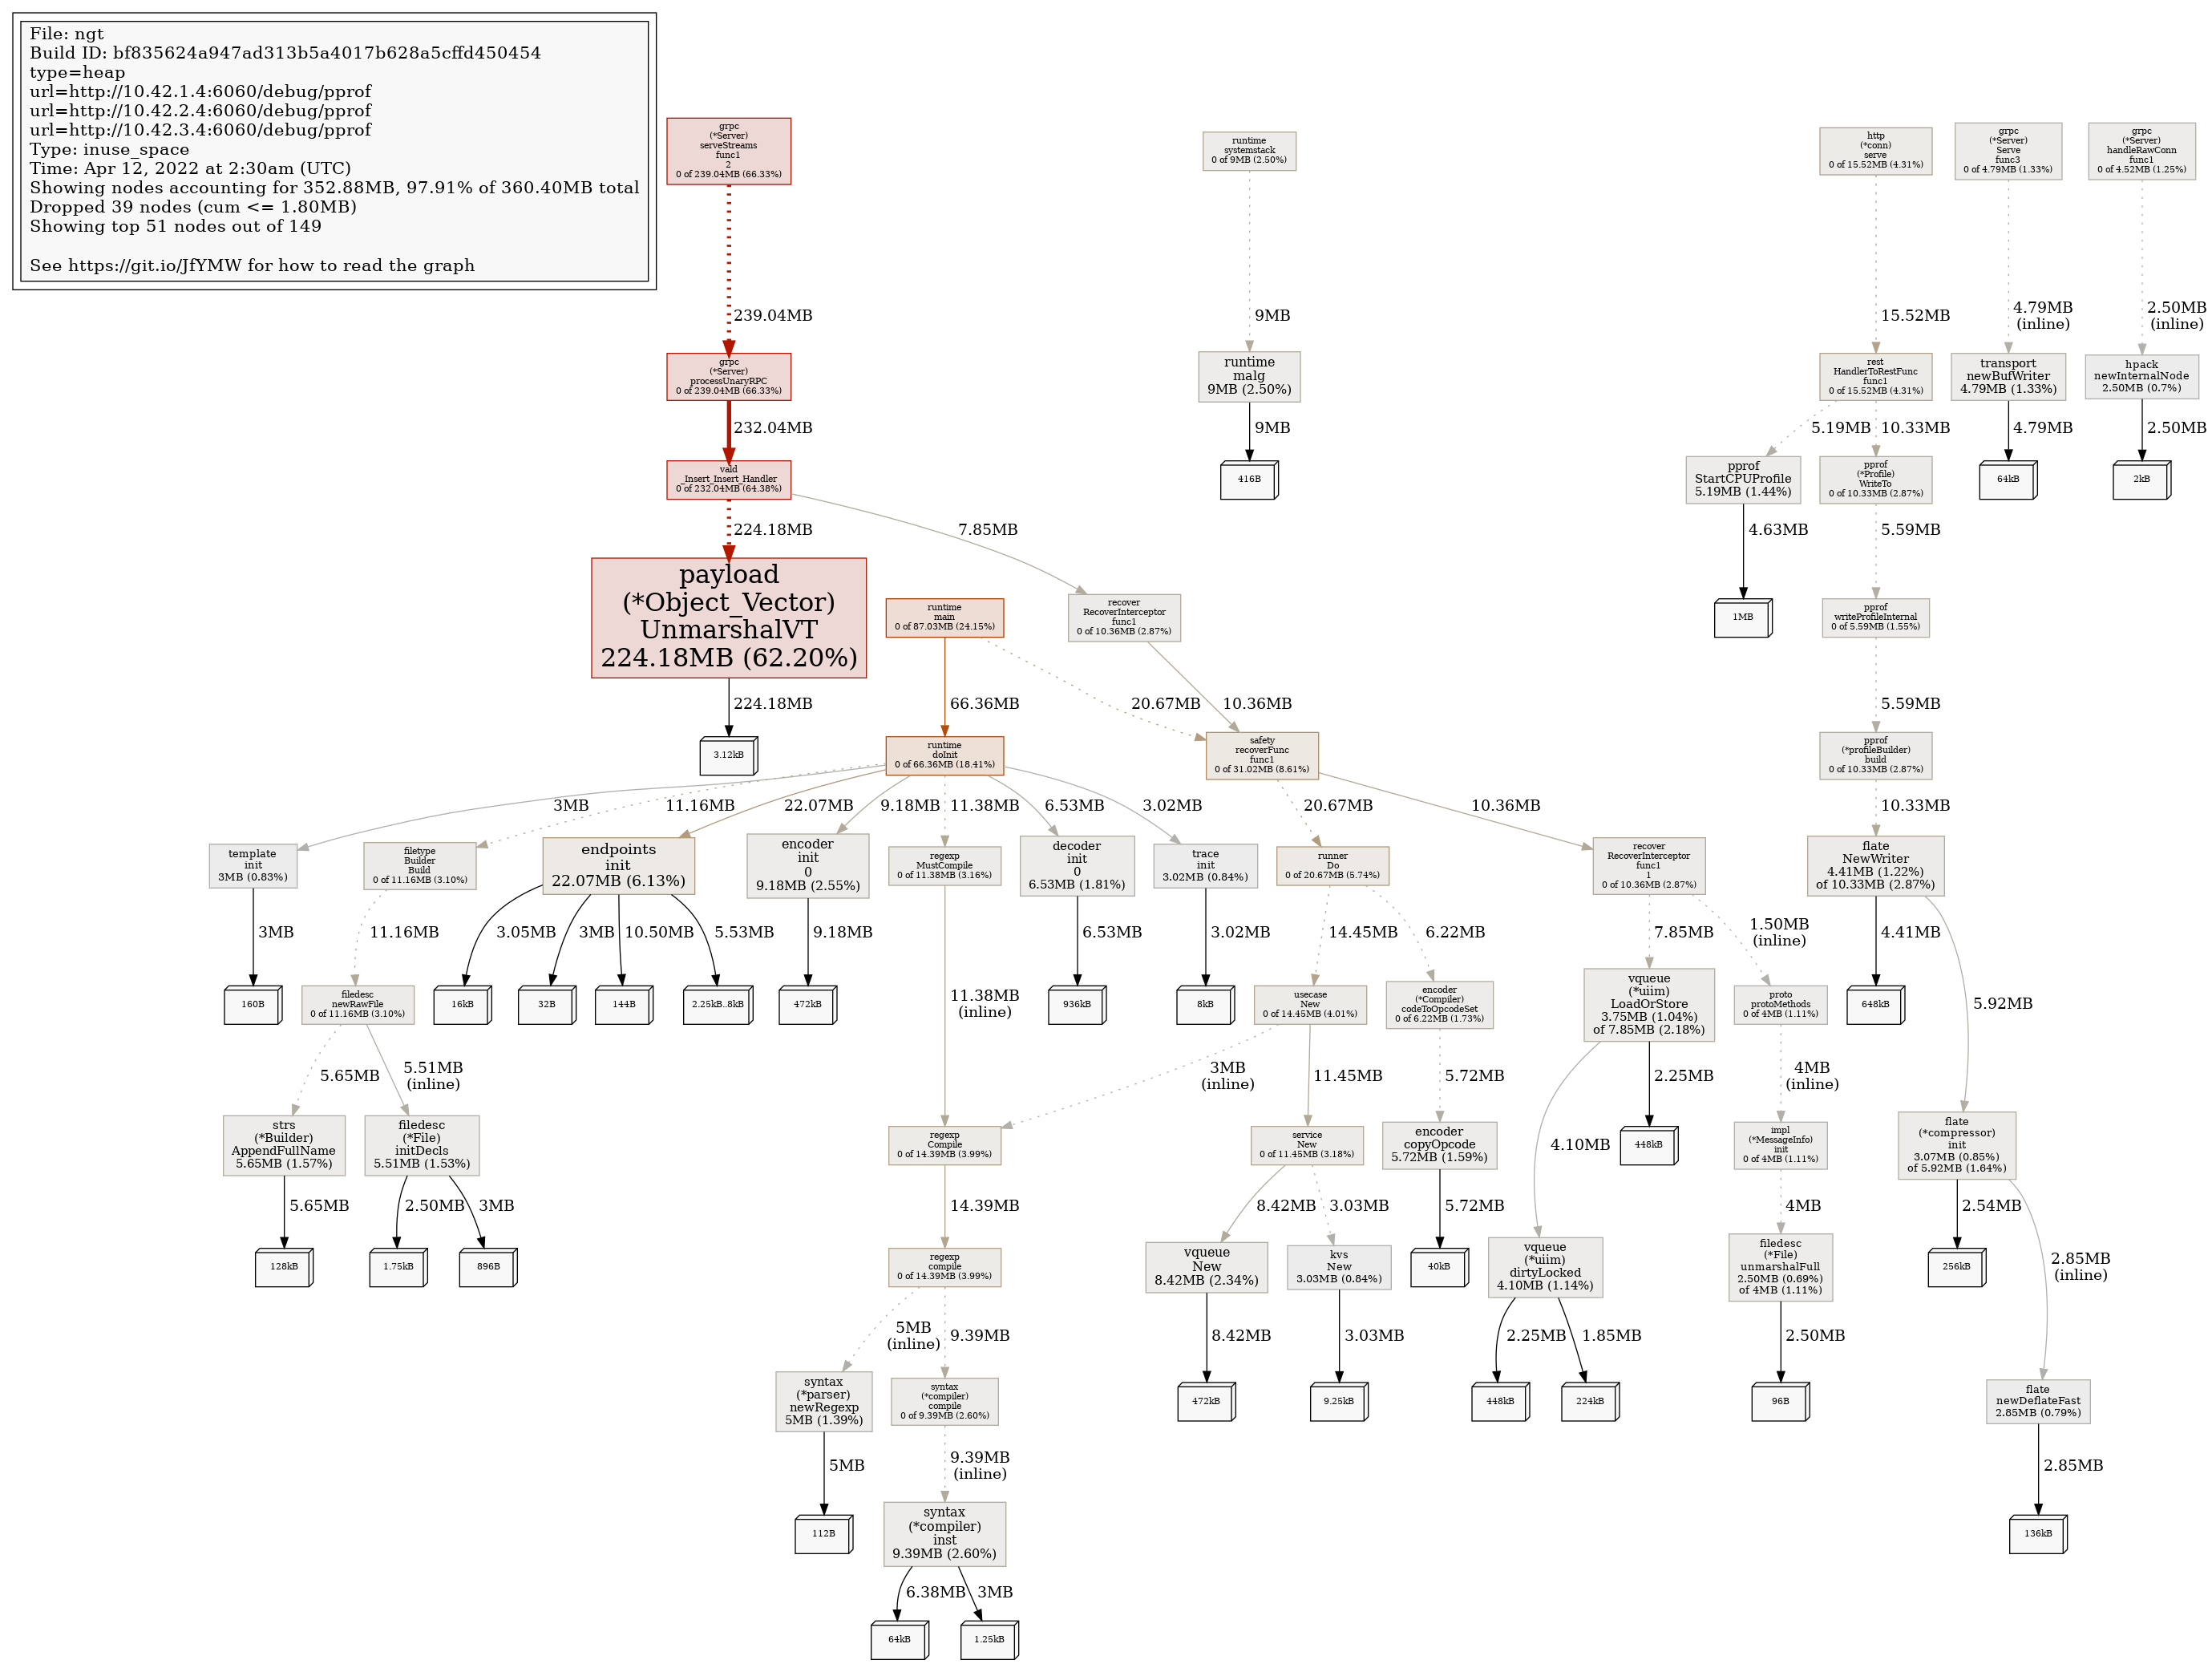 File: ngt
Build ID: bf835624a947ad313b5a4017b628a5cffd450454
type=heap
url=http://10.42.1.4:6060/debug/pprof
url=http://10.42.2.4:6060/debug/pprof
url=http://10.42.3.4:6060/debug/pprof
Type: inuse_space
Time: Apr 12, 2022 at 2:30am (UTC)
Showing nodes accounting for 352.88MB, 97.91% of 360.40MB total
Dropped 39 nodes (cum <= 1.80MB)
Showing top 51 nodes out of 149
See https://git.io/JfYMW for how to read the graph
grpc
(*Server)
serveStreams
func1
2
0 of 239.04MB (66.33%)
runtime
systemstack
0 of 9MB (2.50%)
http
(*conn)
serve
0 of 15.52MB (4.31%)
grpc
(*Server)
Serve
func3
0 of 4.79MB (1.33%)
grpc
(*Server)
handleRawConn
func1
0 of 4.52MB (1.25%)
239.04MB
9MB
15.52MB
4.79MB
(inline)
2.50MB
(inline)
grpc
(*Server)
processUnaryRPC
0 of 239.04MB (66.33%)
runtime
malg
9MB (2.50%)
rest
HandlerToRestFunc
func1
0 of 15.52MB (4.31%)
transport
newBufWriter
4.79MB (1.33%)
hpack
newInternalNode
2.50MB (0.7%)
232.04MB
9MB
5.19MB
10.33MB
4.79MB
2.50MB
vald
_Insert_Insert_Handler
0 of 232.04MB (64.38%)
416B
pprof
StartCPUProfile
5.19MB (1.44%)
pprof
(*Profile)
WriteTo
0 of 10.33MB (2.87%)
64kB
2kB
224.18MB
7.85MB
4.63MB
5.59MB
payload
(*Object_Vector)
UnmarshalVT
224.18MB (62.20%)
runtime
main
0 of 87.03MB (24.15%)
recover
RecoverInterceptor
func1
0 of 10.36MB (2.87%)
1MB
pprof
writeProfileInternal
0 of 5.59MB (1.55%)
224.18MB
66.36MB
20.67MB
10.36MB
5.59MB
3.12kB
runtime
doInit
0 of 66.36MB (18.41%)
safety
recoverFunc
func1
0 of 31.02MB (8.61%)
pprof
(*profileBuilder)
build
0 of 10.33MB (2.87%)
3MB
11.16MB
22.07MB
9.18MB
11.38MB
6.53MB
3.02MB
20.67MB
10.36MB
10.33MB
template
init
3MB (0.83%)
filetype
Builder
Build
0 of 11.16MB (3.10%)
endpoints
init
22.07MB (6.13%)
encoder
init
0
9.18MB (2.55%)
regexp
MustCompile
0 of 11.38MB (3.16%)
decoder
init
0
6.53MB (1.81%)
trace
init
3.02MB (0.84%)
runner
Do
0 of 20.67MB (5.74%)
recover
RecoverInterceptor
func1
1
0 of 10.36MB (2.87%)
flate
NewWriter
4.41MB (1.22%)
of 10.33MB (2.87%)
3MB
11.16MB
3.05MB
3MB
10.50MB
5.53MB
9.18MB
6.53MB
3.02MB
14.45MB
6.22MB
7.85MB
1.50MB
(inline)
4.41MB
160B
filedesc
newRawFile
0 of 11.16MB (3.10%)
16kB
32B
144B
2.25kB..8kB
472kB
11.38MB
(inline)
936kB
8kB
usecase
New
0 of 14.45MB (4.01%)
encoder
(*Compiler)
codeToOpcodeSet
0 of 6.22MB (1.73%)
vqueue
(*uiim)
LoadOrStore
3.75MB (1.04%)
of 7.85MB (2.18%)
proto
protoMethods
0 of 4MB (1.11%)
648kB
5.92MB
5.65MB
5.51MB
(inline)
3MB
(inline)
11.45MB
5.72MB
2.25MB
4MB
(inline)
strs
(*Builder)
AppendFullName
5.65MB (1.57%)
filedesc
(*File)
initDecls
5.51MB (1.53%)
regexp
Compile
0 of 14.39MB (3.99%)
service
New
0 of 11.45MB (3.18%)
encoder
copyOpcode
5.72MB (1.59%)
4.10MB
448kB
impl
(*MessageInfo)
init
0 of 4MB (1.11%)
flate
(*compressor)
init
3.07MB (0.85%)
of 5.92MB (1.64%)
5.65MB
2.50MB
3MB
14.39MB
8.42MB
3.03MB
5.72MB
4MB
2.54MB
128kB
1.75kB
896B
regexp
compile
0 of 14.39MB (3.99%)
vqueue
New
8.42MB (2.34%)
kvs
New
3.03MB (0.84%)
40kB
vqueue
(*uiim)
dirtyLocked
4.10MB (1.14%)
filedesc
(*File)
unmarshalFull
2.50MB (0.69%)
of 4MB (1.11%)
256kB
2.85MB
(inline)
5MB
(inline)
9.39MB
8.42MB
3.03MB
2.25MB
1.85MB
2.50MB
syntax
(*parser)
newRegexp
5MB (1.39%)
syntax
(*compiler)
compile
0 of 9.39MB (2.60%)
472kB
9.25kB
448kB
224kB
96B
flate
newDeflateFast
2.85MB (0.79%)
5MB
9.39MB
(inline)
2.85MB
112B
syntax
(*compiler)
inst
9.39MB (2.60%)
136kB
6.38MB
3MB
64kB
1.25kB